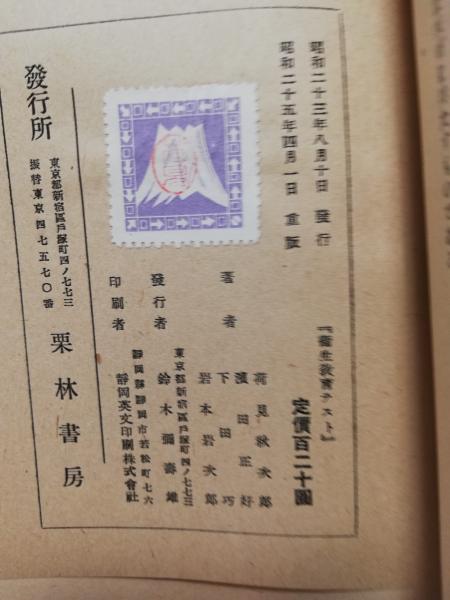 昭和二十三年八月十日 發行
昭和二十五年四月一日 重版
『衞生敎育テスト』
定價百二十圓
著者
荷見秋次郎
濱田正好
下田巧
岩本岩次郎
發行者
東京都新宿區戸塚町四ノ七七三
鈴木彌壽雄
印刷者
靜岡縣靜岡市若松町七六
靜岡英文印刷株式會社
發行所
東京都新宿區戸塚町四ノ七七三
振替東京四七五七〇番
栗林書房